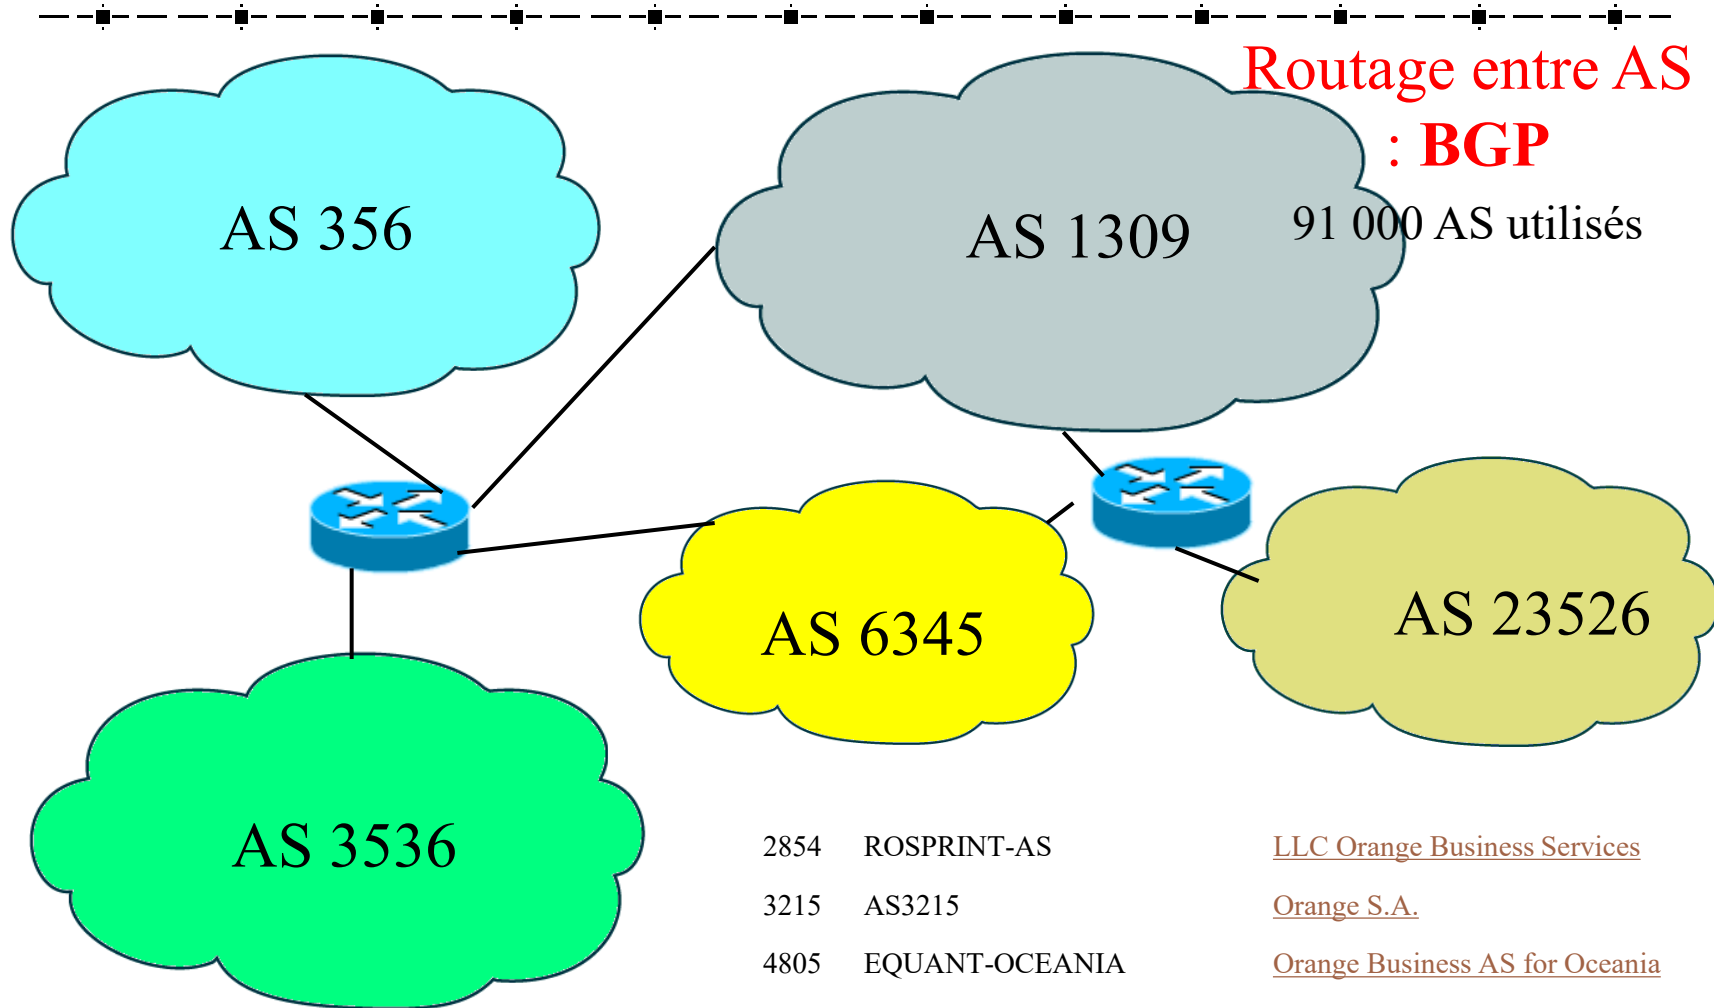 Routage entre AS
: BGP
91 000 AS utilisés
AS 356
AS 1309
AS 6345
AS 23526
AS 3536
2854 ROSPRINT-AS LLC Orange Business Services
3215 AS3215 Orange S.A.
4805 EQUANT-OCEANIA Orange Business AS for Oceania